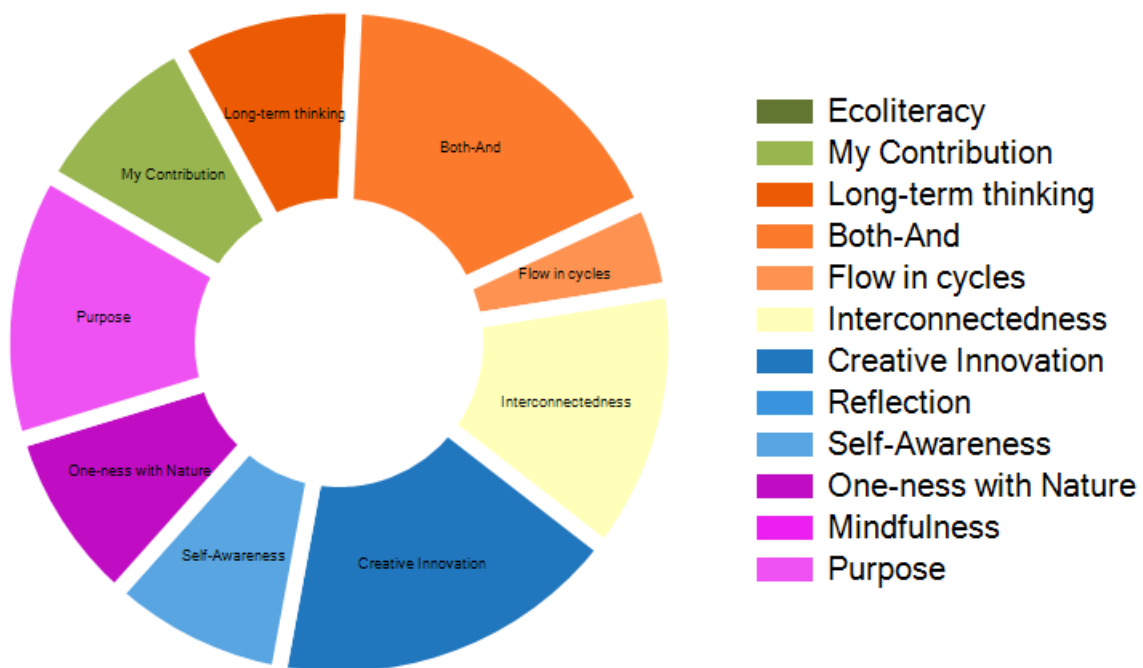 Long-term thinking
Both-And
My Contribution
Flow in cycles
Purpose
Interconnectedness
One-ness with Nature
Self-Awareness
Creative Innovation
Ecoliteracy
My Contribution
Long-term thinking
Both-And
Flow in cycles
Interconnectedness
Creative Innovation
Reflection
Self-Awareness
One-ness with Nature
Mindfulness
Purpose